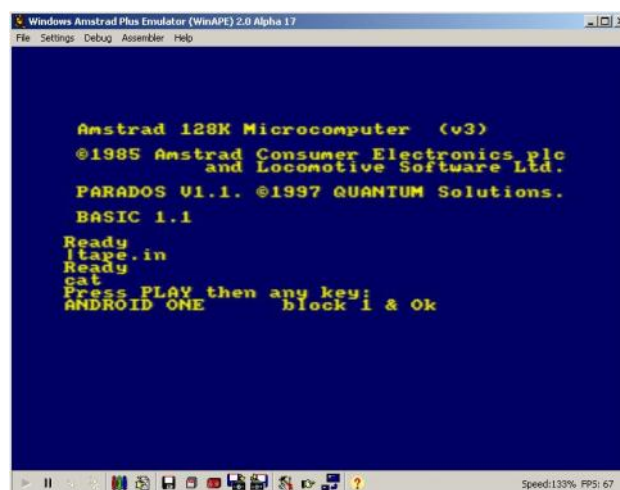 Windows Amstrad Plus Emulator (WinAPE) 2.0 Alpha 17
File Settings Debug Assembler Help
Amstrad 128K Microcomputer (v3)
©1985 Amstrad Consumer Electronics plc
and Locomotive Software Ltd.
PARADOS V1.1. ©1997 QUANTUM Solutions.
BASIC 1.1
Ready
|tape.in
Ready
cat
Press PLAY then any key:
ANDROID ONE block 1 & Ok
Speed:133% FPS: 67